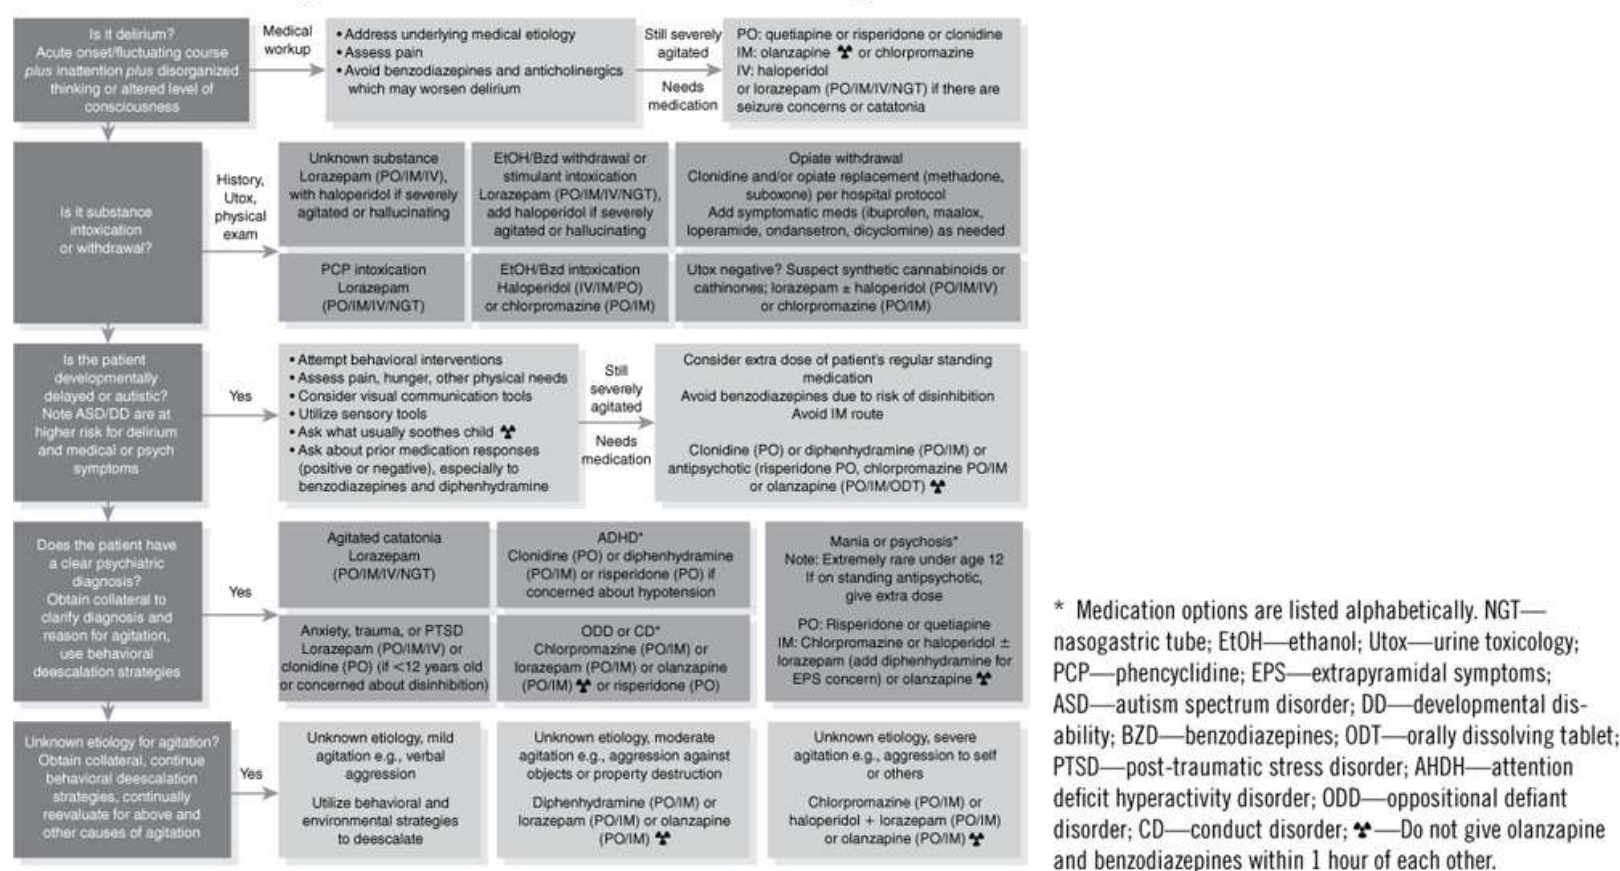 Is it delirium?
Acute onset/fluctuating course
plus inattention plus disorganized
thinking or altered level of
consciousness
Medical
workup
• Address underlying medical etiology
• Assess pain
• Avoid benzodiazepines and anticholinergics
which may worsen delirium
Still severely
agitated
Needs
medication
PO: quetiapine or risperidone or clonidine
IM: olanzapine ☢ or chlorpromazine
IV: haloperidol
or lorazepam (PO/IM/IV/NGT) if there are
seizure concerns or catatonia
Is it substance
intoxication
or withdrawal?
History,
Utox,
physical
exam
Unknown substance
Lorazepam (PO/IM/IV),
with haloperidol if severely
agitated or hallucinating
EtOH/Bzd withdrawal or
stimulant intoxication
Lorazepam (PO/IM/IV/NGT),
add haloperidol if severely
agitated or hallucinating
Opiate withdrawal
Clonidine and/or opiate replacement (methadone,
suboxone) per hospital protocol
Add symptomatic meds (ibuprofen, maalox,
loperamide, ondansetron, dicyclomine) as needed
PCP intoxication
Lorazepam
(PO/IM/IV/NGT)
EtOH/Bzd intoxication
Haloperidol (IV/IM/PO)
or chlorpromazine (PO/IM)
Utox negative? Suspect synthetic cannabinoids or
cathinones; lorazepam ± haloperidol (PO/IM/IV)
or chlorpromazine (PO/IM)
Is the patient
developmentally
delayed or autistic?
Note ASD/DD are at
higher risk for delirium
and medical or psych
symptoms
Yes
• Attempt behavioral interventions
• Assess pain, hunger, other physical needs
• Consider visual communication tools
• Utilize sensory tools
• Ask what usually soothes child ☢
• Ask about prior medication responses
(positive or negative), especially to
benzodiazepines and diphenhydramine
Still
severely
agitated
Needs
medication
Consider extra dose of patient's regular standing
medication
Avoid benzodiazepines due to risk of disinhibition
Avoid IM route
Clonidine (PO) or diphenhydramine (PO/IM) or
antipsychotic (risperidone PO, chlorpromazine PO/IM
or olanzapine (PO/IM/ODT) ☢
Does the patient have
a clear psychiatric
diagnosis?
Obtain collateral to
clarify diagnosis and
reason for agitation,
use behavioral
deescalation strategies
Yes
Agitated catatonia
Lorazepam
(PO/IM/IV/NGT)
ADHD*
Clonidine (PO) or diphenhydramine
(PO/IM) or risperidone (PO) if
concerned about hypotension
Mania or psychosis*
Note: Extremely rare under age 12
If on standing antipsychotic,
give extra dose
PO: Risperidone or quetiapine
IM: Chlorpromazine or haloperidol ±
lorazepam (add diphenhydramine for
EPS concern) or olanzapine ☢
Anxiety, trauma, or PTSD
Lorazepam (PO/IM/IV) or
clonidine (PO) (if <12 years old
or concerned about disinhibition)
ODD or CD*
Chlorpromazine (PO/IM) or
lorazepam (PO/IM) or olanzapine
(PO/IM) ☢ or risperidone (PO)
Unknown etiology for agitation?
Obtain collateral, continue
behavioral deescalation
strategies, continually
reevaluate for above and
other causes of agitation
Yes
Unknown etiology, mild
agitation e.g., verbal
aggression
Utilize behavioral and
environmental strategies
to deescalate
Unknown etiology, moderate
agitation e.g., aggression against
objects or property destruction
Diphenhydramine (PO/IM) or
lorazepam (PO/IM) or olanzapine
(PO/IM) ☢
Unknown etiology, severe
agitation e.g., aggression to self
or others
Chlorpromazine (PO/IM) or
haloperidol + lorazepam (PO/IM)
or olanzapine (PO/IM) ☢
* Medication options are listed alphabetically. NGT—
nasogastric tube; EtOH—ethanol; Utox—urine toxicology;
PCP—phencyclidine; EPS—extrapyramidal symptoms;
ASD—autism spectrum disorder; DD—developmental dis-
ability; BZD—benzodiazepines; ODT—orally dissolving tablet;
PTSD—post-traumatic stress disorder; AHDH—attention
deficit hyperactivity disorder; ODD—oppositional defiant
disorder; CD—conduct disorder; ☢—Do not give olanzapine
and benzodiazepines within 1 hour of each other.